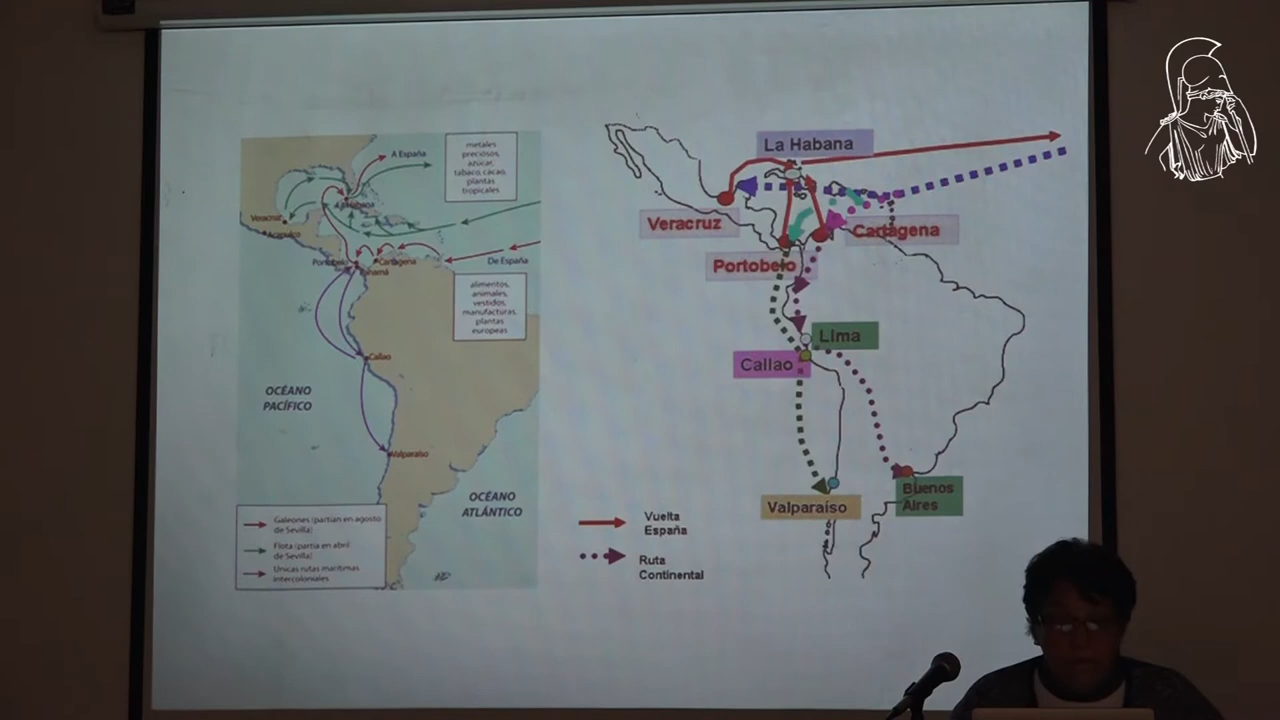 A España
metales
preciosos,
azúcar,
tabaco, cacao,
plantas
tropicales
La Habana
Veracruz
Acapulco
Portobelo
Cartagena
Panamá
De España
alimentos,
animales,
vestidos,
manufacturas,
plantas
europeas
Callao
OCÉANO
PACÍFICO
Valparaíso
OCÉANO
ATLÁNTICO
Galeones (partían en agosto
de Sevilla)
Flota (partía en abril
de Sevilla)
Unicas rutas marítimas
intercoloniales
La Habana
Veracruz
Cartagena
Portobelo
Lima
Callao
Valparaíso
Buenos
Aires
Vuelta
España
Ruta
Continental